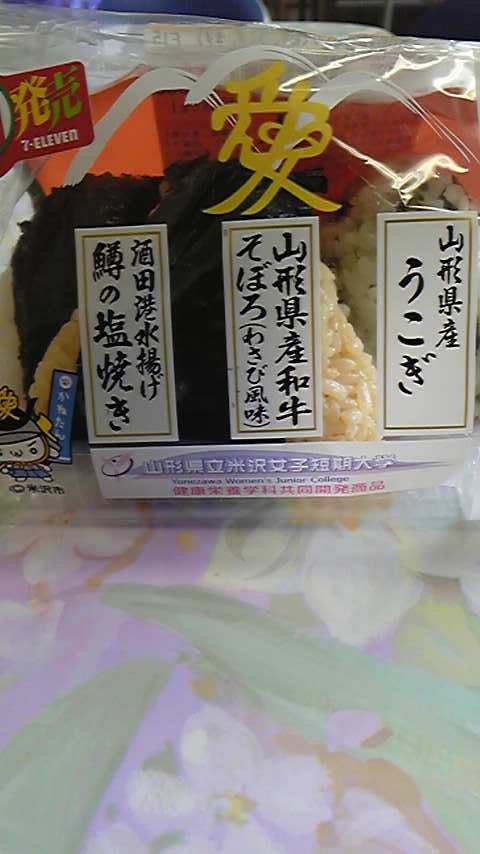 発売
7-ELEVEN
愛
山形県産
うこぎ
山形県産和牛
そぼろ(わさび風味)
酒田港水揚げ
鱒の塩焼き
愛
かねたん
©米沢市
山形県立米沢女子短期大学
Yonezawa Women's Junior College
健康栄養学科共同開発商品